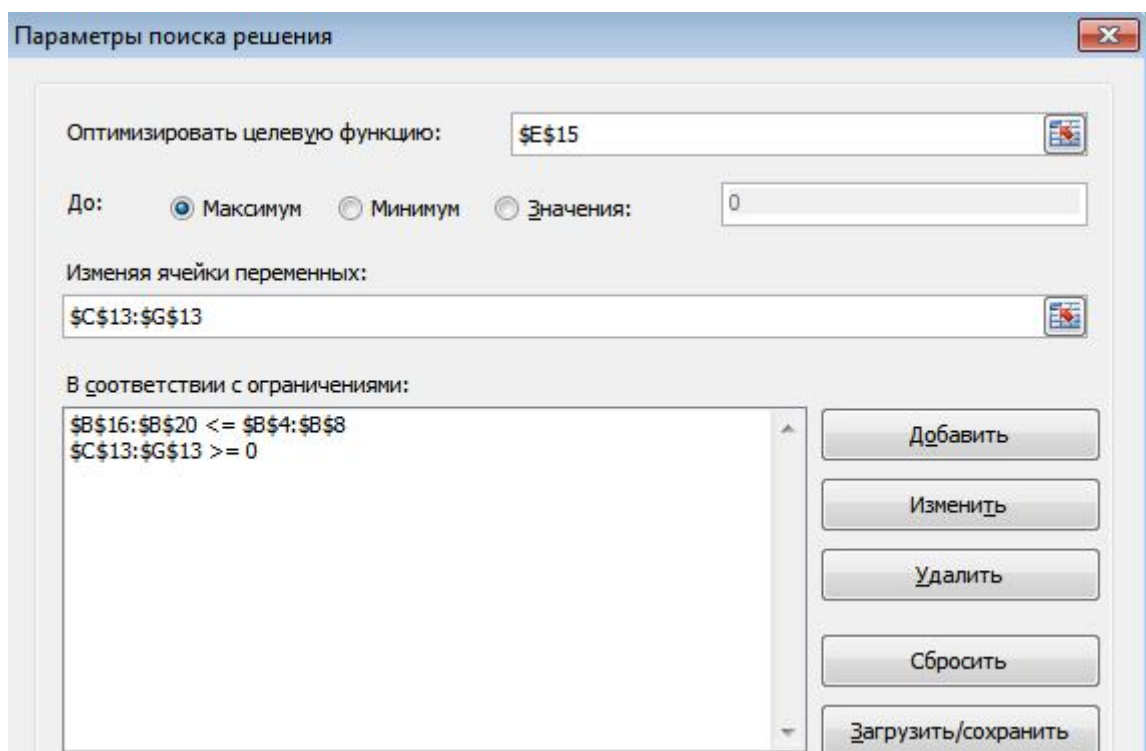 Параметры поиска решения
Оптимизировать целевую функцию: $E$15
До: Максимум Минимум Значения: 0
Изменяя ячейки переменных:
$C$13:$G$13
В соответствии с ограничениями:
$B$16:$B$20 <= $B$4:$B$8
$C$13:$G$13 >= 0
Добавить
Изменить
Удалить
Сбросить
Загрузить/сохранить